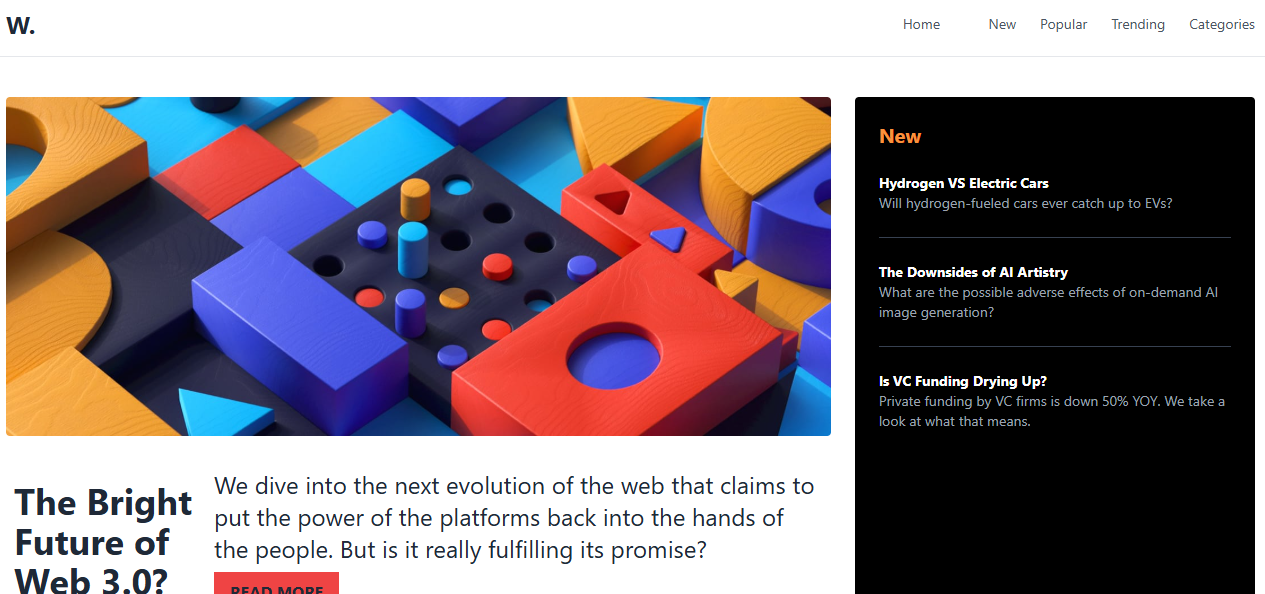 W.
Home New Popular Trending Categories
New
Hydrogen VS Electric Cars
Will hydrogen-fueled cars ever catch up to EVs?
The Downsides of AI Artistry
What are the possible adverse effects of on-demand AI
image generation?
Is VC Funding Drying Up?
Private funding by VC firms is down 50% YOY. We take a
look at what that means.
The Bright
Future of
Web 3.0?
We dive into the next evolution of the web that claims to
put the power of the platforms back into the hands of
the people. But is it really fulfilling its promise?
READ MORE